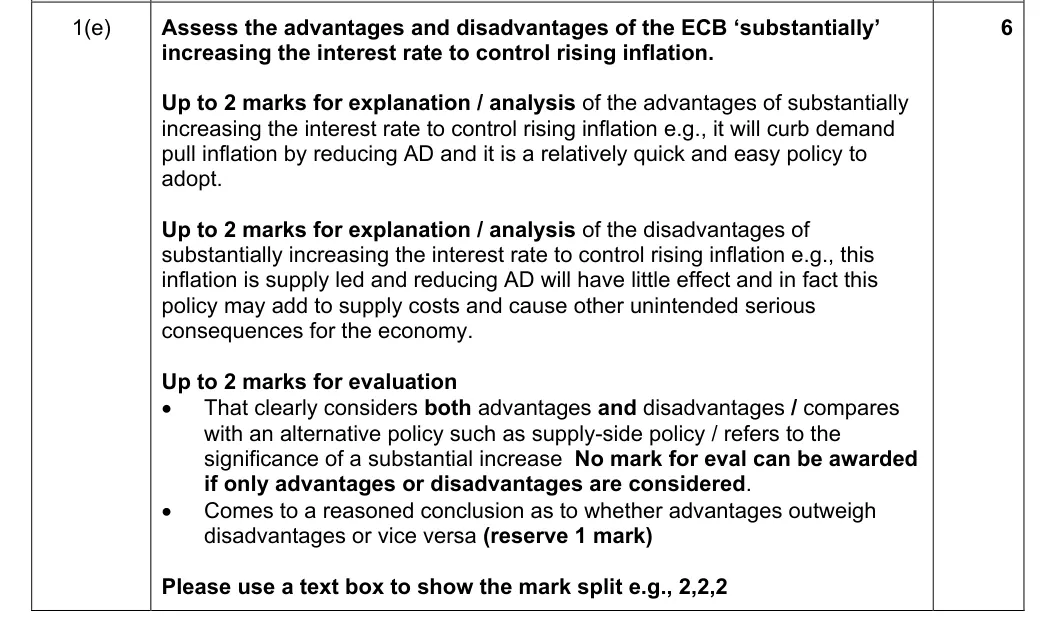 1(e)
Assess the advantages and disadvantages of the ECB ‘substantially’
6
increasing the interest rate to control rising inflation.
Up to 2 marks for explanation / analysis of the advantages of substantially
increasing the interest rate to control rising inflation e.g., it will curb demand
pull inflation by reducing AD and it is a relatively quick and easy policy to
adopt.
Up to 2 marks for explanation / analysis of the disadvantages of
substantially increasing the interest rate to control rising inflation e.g., this
inflation is supply led and reducing AD will have little effect and in fact this
policy may add to supply costs and cause other unintended serious
consequences for the economy.
Up to 2 marks for evaluation
• That clearly considers both advantages and disadvantages / compares
with an alternative policy such as supply-side policy / refers to the
significance of a substantial increase  No mark for eval can be awarded
if only advantages or disadvantages are considered.
• Comes to a reasoned conclusion as to whether advantages outweigh
disadvantages or vice versa (reserve 1 mark)
Please use a text box to show the mark split e.g., 2,2,2